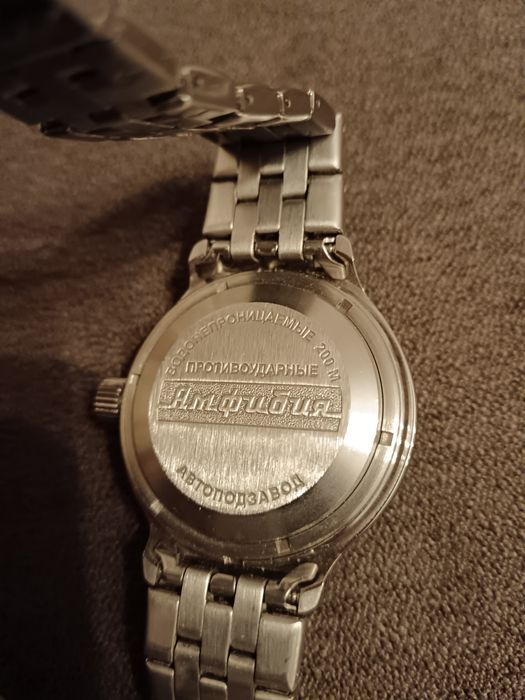 ВОДОНЕПРОНИЦАЕМЫЕ 200 М
ПРОТИВОУДАРНЫЕ
Амфибия
АВТОПОДЗАВОД